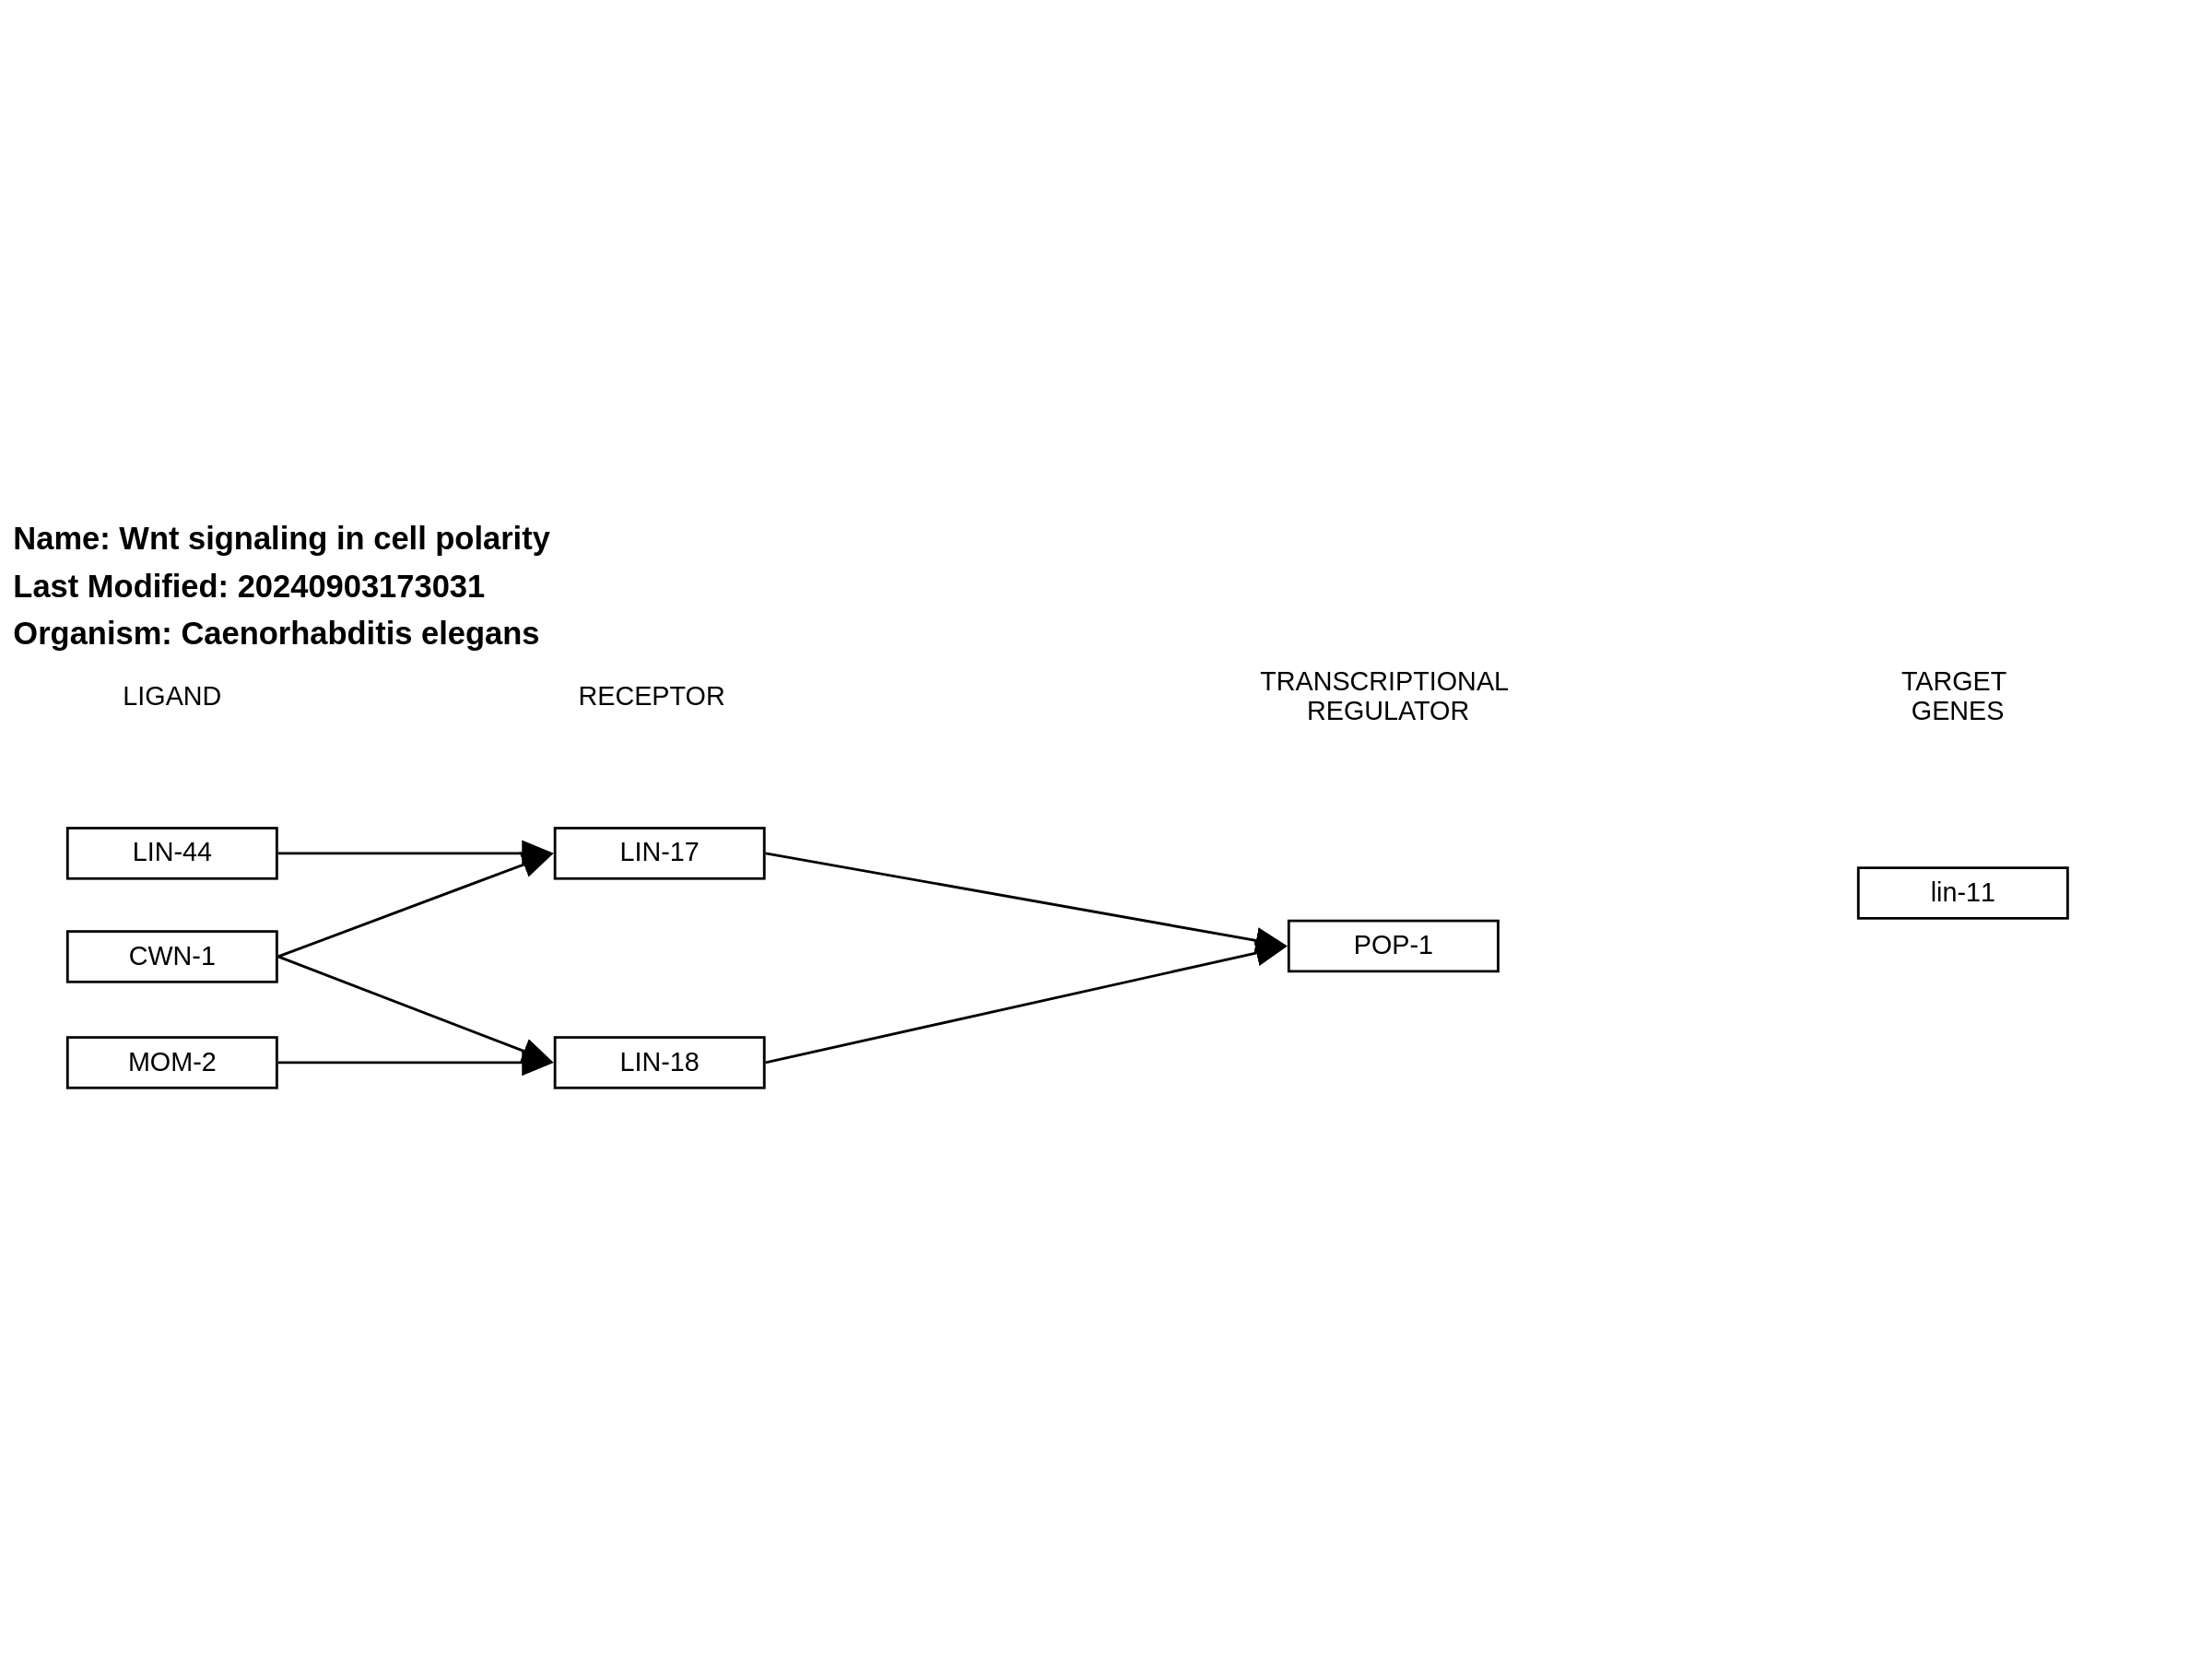 Name: Wnt signaling in cell polarity
Last Modified: 20240903173031
Organism: Caenorhabditis elegans
LIGAND
RECEPTOR
TRANSCRIPTIONAL
REGULATOR
TARGET
GENES
LIN-44
LIN-17
lin-11
CWN-1
POP-1
MOM-2
LIN-18